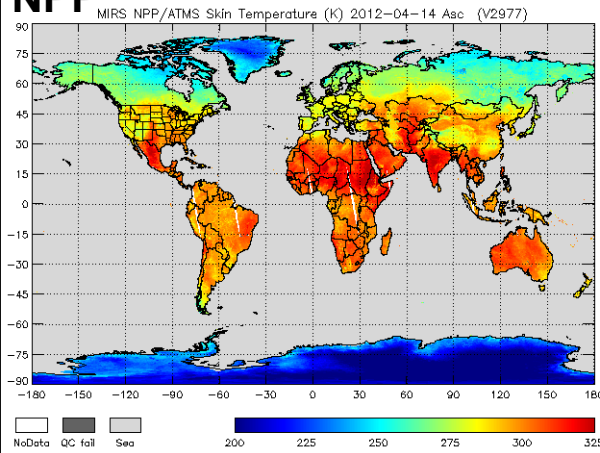 NPP
MIRS NPP/ATMS Skin Temperature (K) 2012-04-14 Asc (V2977)
90
75
60
45
30
15
0
-15
-30
-45
-60
-75
-90
-180 -150 -120 -90 -60 -30 0 30 60 90 120 150 180
NoData QC fail Sea
200 225 250 275 300 325